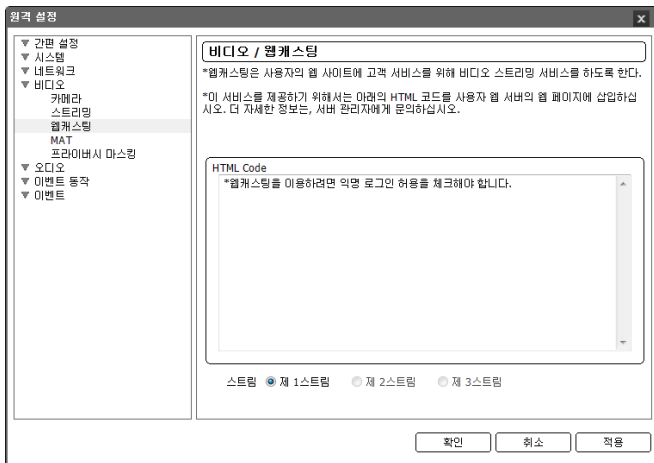 원격 설정
x
▼ 간편 설정
▼ 시스템
▼ 네트워크
▼ 비디오
카메라
스트리밍
웹캐스팅
MAT
프라이버시 마스킹
▼ 오디오
▼ 이벤트 동작
▼ 이벤트
비디오 / 웹캐스팅
*웹캐스팅은 사용자의 웹 사이트에 고객 서비스를 위해 비디오 스트리밍 서비스를 하도록 한다.
*이 서비스를 제공하기 위해서는 아래의 HTML 코드를 사용자 웹 서버의 웹 페이지에 삽입하십
시오. 더 자세한 정보는, 서버 관리자에게 문의하십시오.
HTML Code
*웹캐스팅을 이용하려면 익명 로그인 허용을 체크해야 합니다.
스트림 제 1스트림 제 2스트림 제 3스트림
확인 취소 적용